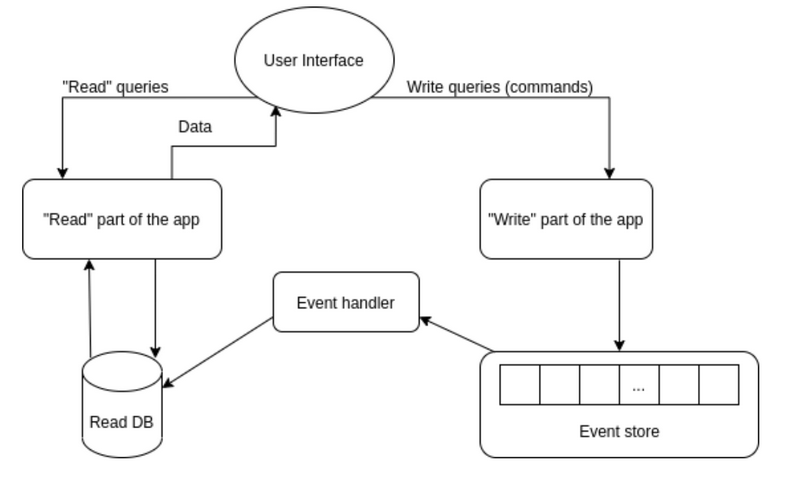 User Interface
"Read" queries
Write queries (commands)
Data
"Read" part of the app
"Write" part of the app
Event handler
...
Read DB
Event store